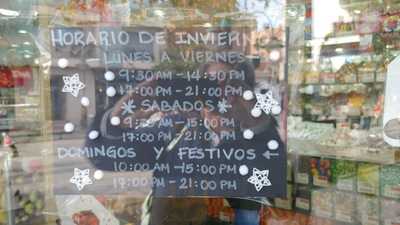 HORARIO DE INVIERNO
LUNES A VIERNES
9:30 AM - 14:30 PM
17:00 PM - 21:00 PM
SABADOS
9:30 AM - 15:00 PM
17:00 PM - 21:00 PM
DOMINGOS Y FESTIVOS
10:00 AM - 15:00 PM
17:00 PM - 21:00 PM